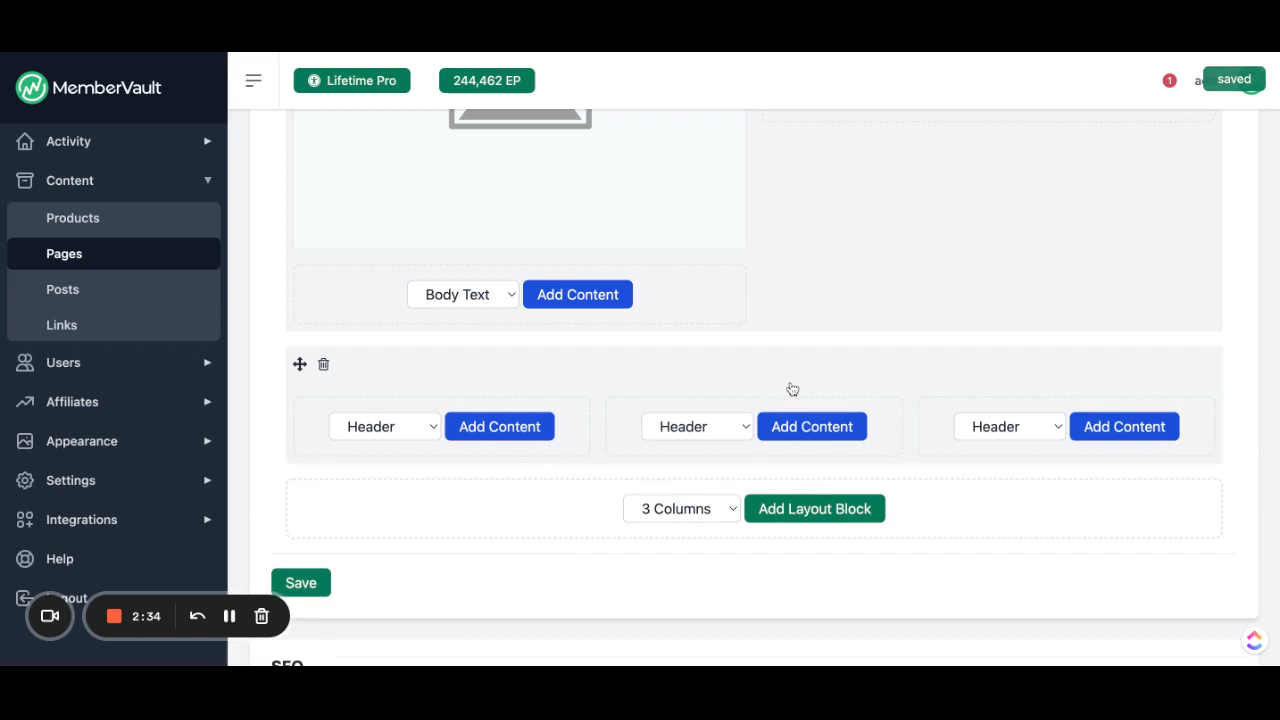 MemberVault
Lifetime Pro
244,462 EP
1
saved
Activity
Content
Products
Pages
Posts
Links
Users
Affiliates
Appearance
Settings
Integrations
Help
Body Text
Add Content
Header
Add Content
Header
Add Content
Header
Add Content
3 Columns
Add Layout Block
Save
2:34
SEO